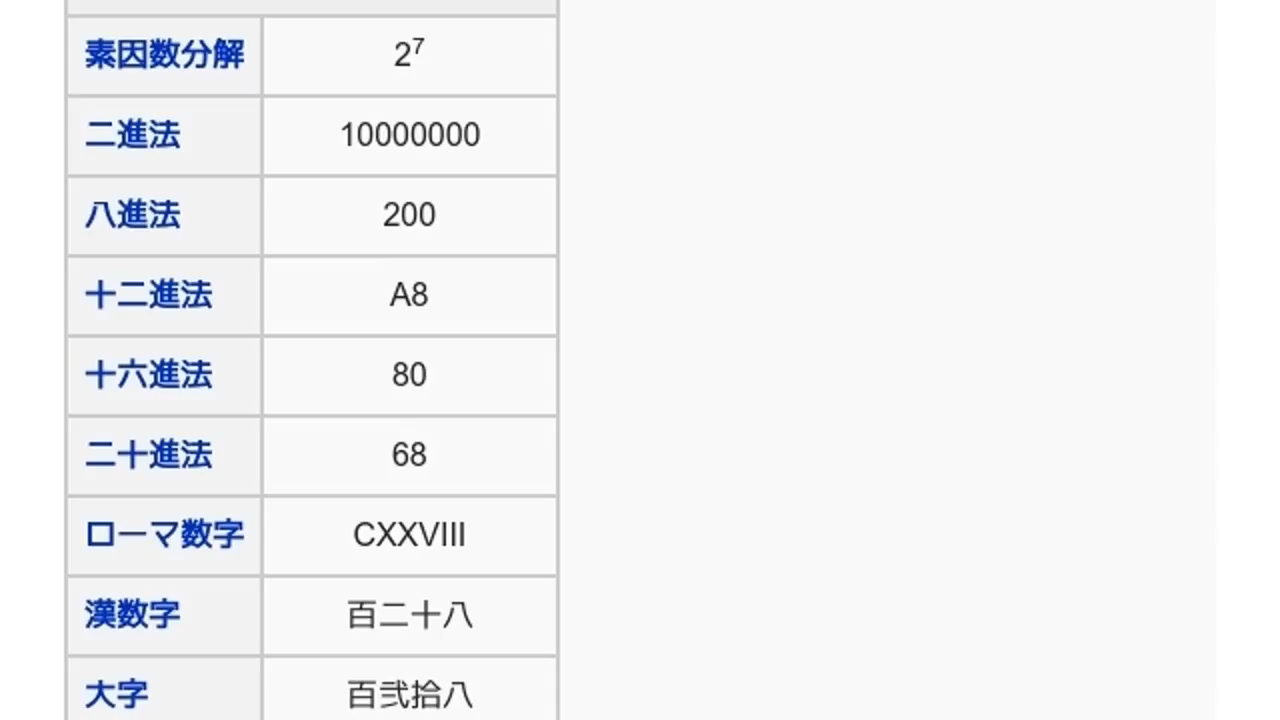 素因数分解 2⁷
二進法 10000000
八進法 200
十二進法 A8
十六進法 80
二十進法 68
ローマ数字 CXXVIII
漢数字 百二十八
大字 百弐拾八